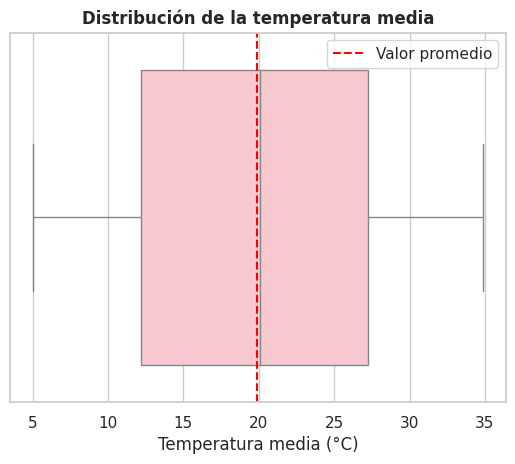 Distribución de la temperatura media
Valor promedio
5 10 15 20 25 30 35
Temperatura media (°C)